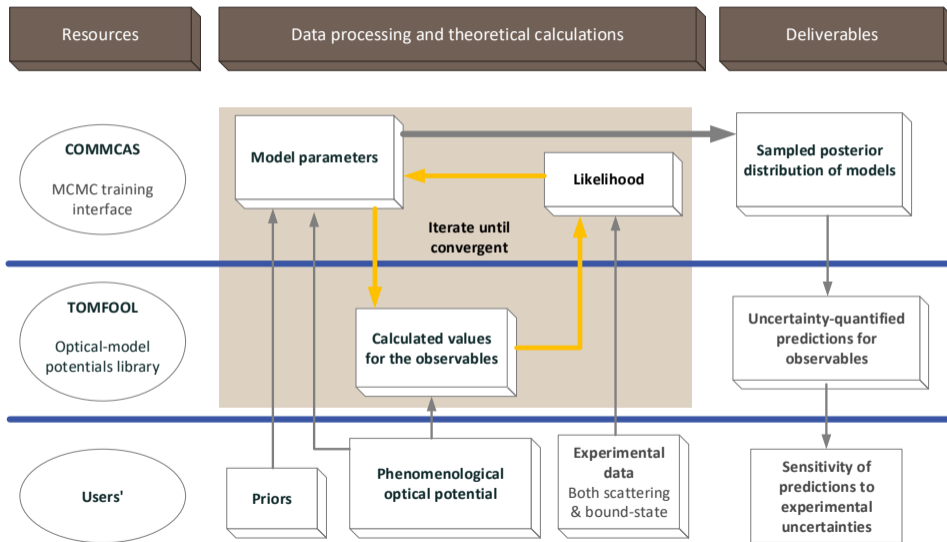 Resources
Data processing and theoretical calculations
Deliverables
COMMCAS
MCMC training
interface
Model parameters
Likelihood
Sampled posterior
distribution of models
Iterate until
convergent
TOMFOOL
Optical-model
potentials library
Calculated values
for the observables
Uncertainty-quantified
predictions for
observables
Users'
Priors
Phenomenological
optical potential
Experimental
data
Both scattering
& bound-state
Sensitivity of
predictions to
experimental
uncertainties